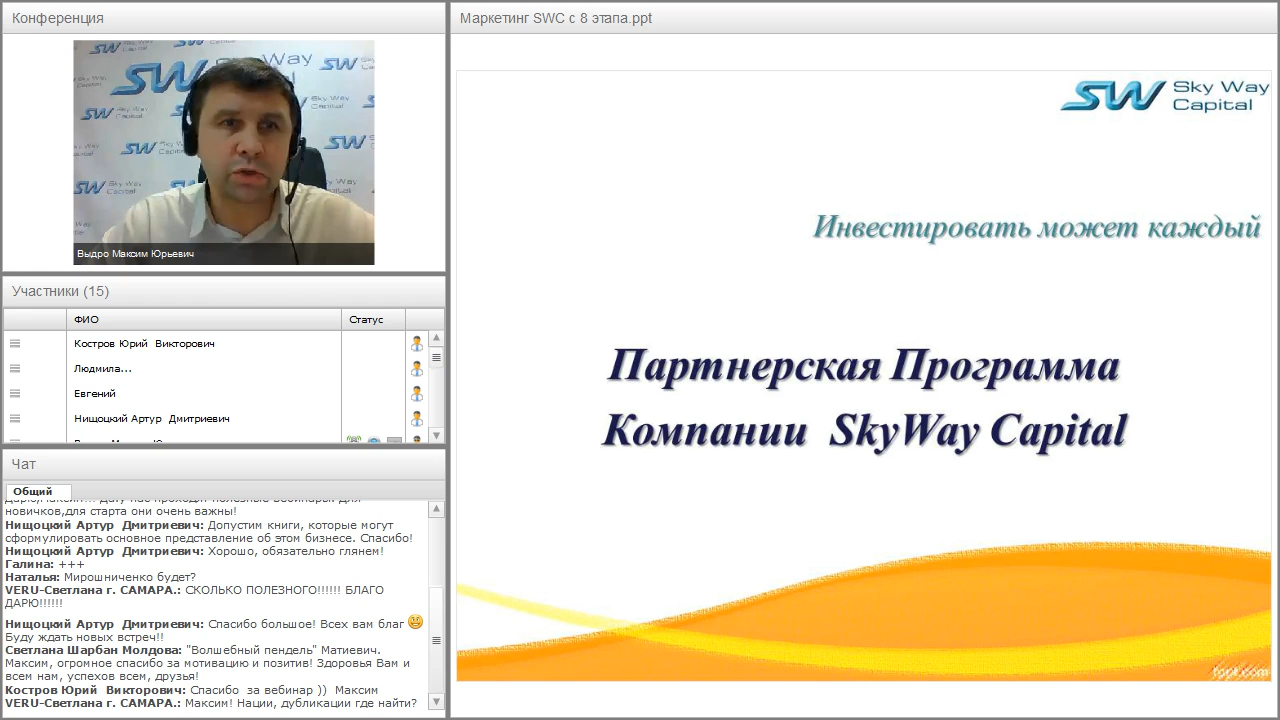 Конференция
SW Sky Way Capital
Выдро Максим Юрьевич
Участники (15)
ФИО Статус
Костров Юрий Викторович
Людмила...
Евгений
Нищоцкий Артур Дмитриевич
Чат
Общий
новичков,для старта они очень важны!
Нищоцкий Артур Дмитриевич: Допустим книги, которые могут
сформулировать основное представление об этом бизнесе. Спасибо!
Нищоцкий Артур Дмитриевич: Хорошо, обязательно глянем!
Галина: +++
Наталья: Мирошниченко будет?
VERU-Светлана г. САМАРА.: СКОЛЬКО ПОЛЕЗНОГО!!!!!! БЛАГО
ДАРЮ!!!!!!
Нищоцкий Артур Дмитриевич: Спасибо большое! Всех вам благ
Буду ждать новых встреч!!
Светлана Шарбан Молдова: "Волшебный пендель" Матиевич.
Максим, огромное спасибо за мотивацию и позитив! Здоровья Вам и
всем нам, успехов всем, друзья!
Костров Юрий Викторович: Спасибо за вебинар )) Максим
VERU-Светлана г. САМАРА.: Максим! Нации, дубликации где найти?
Маркетинг SWC с 8 этапа.ppt
SW Sky Way
Capital
Инвестировать может каждый
Партнерская Программа
Компании SkyWay Capital
fppt.com